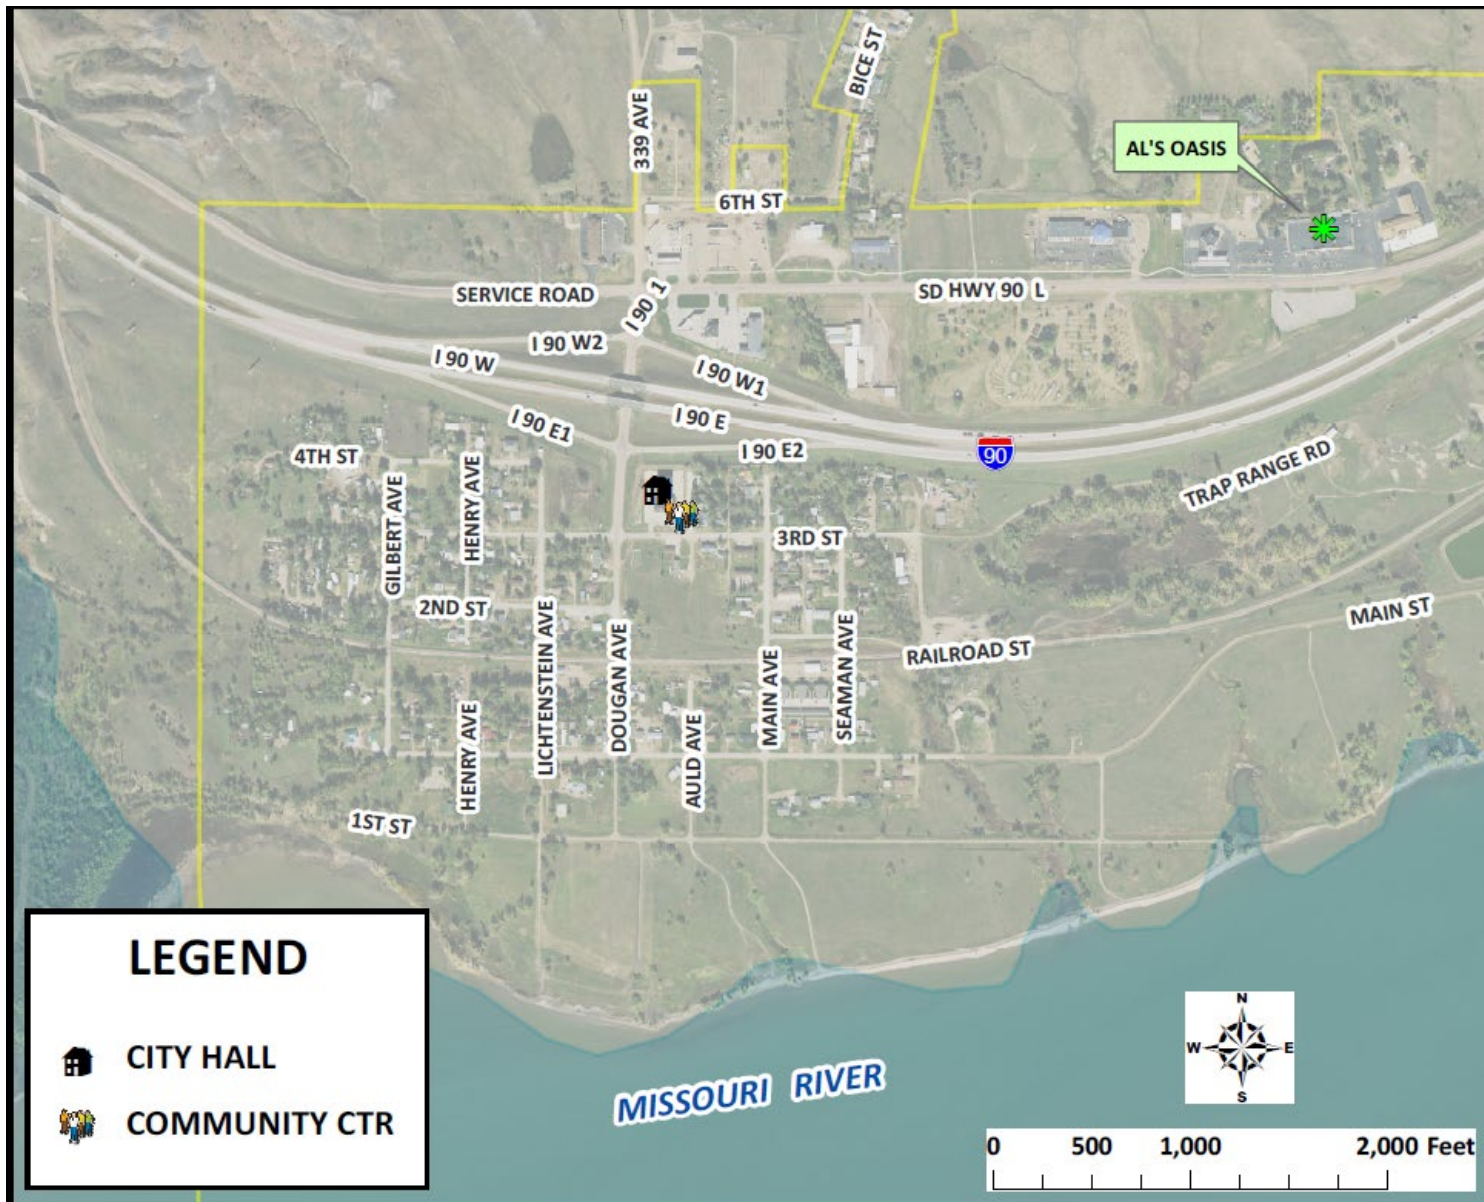 BICE ST
339 AVE
AL'S OASIS
6TH ST
SERVICE ROAD
I 90 1
SD HWY 90 L
I 90 W2
I 90 W
I 90 W1
I 90 E1
I 90 E
I 90 E2
90
4TH ST
GILBERT AVE
HENRY AVE
TRAP RANGE RD
3RD ST
2ND ST
LICHTENSTEIN AVE
DOUGAN AVE
MAIN AVE
SEAMAN AVE
RAILROAD ST
MAIN ST
HENRY AVE
AULD AVE
1ST ST
LEGEND
CITY HALL
COMMUNITY CTR
MISSOURI RIVER
N
W E
S
0 500 1,000 2,000 Feet